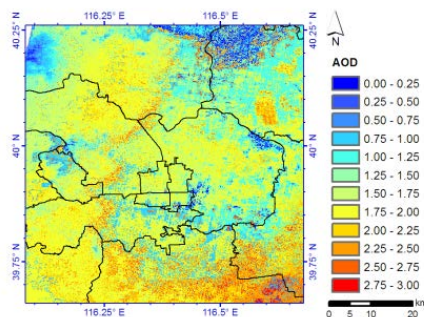 116.25° E 116.5° E
40.25° N 40.25° N
40° N 40° N
39.75° N 39.75° N
116.25° E 116.5° E
N
AOD
0.00 - 0.25
0.25 - 0.50
0.50 - 0.75
0.75 - 1.00
1.00 - 1.25
1.25 - 1.50
1.50 - 1.75
1.75 - 2.00
2.00 - 2.25
2.25 - 2.50
2.50 - 2.75
2.75 - 3.00
km
0 10 20